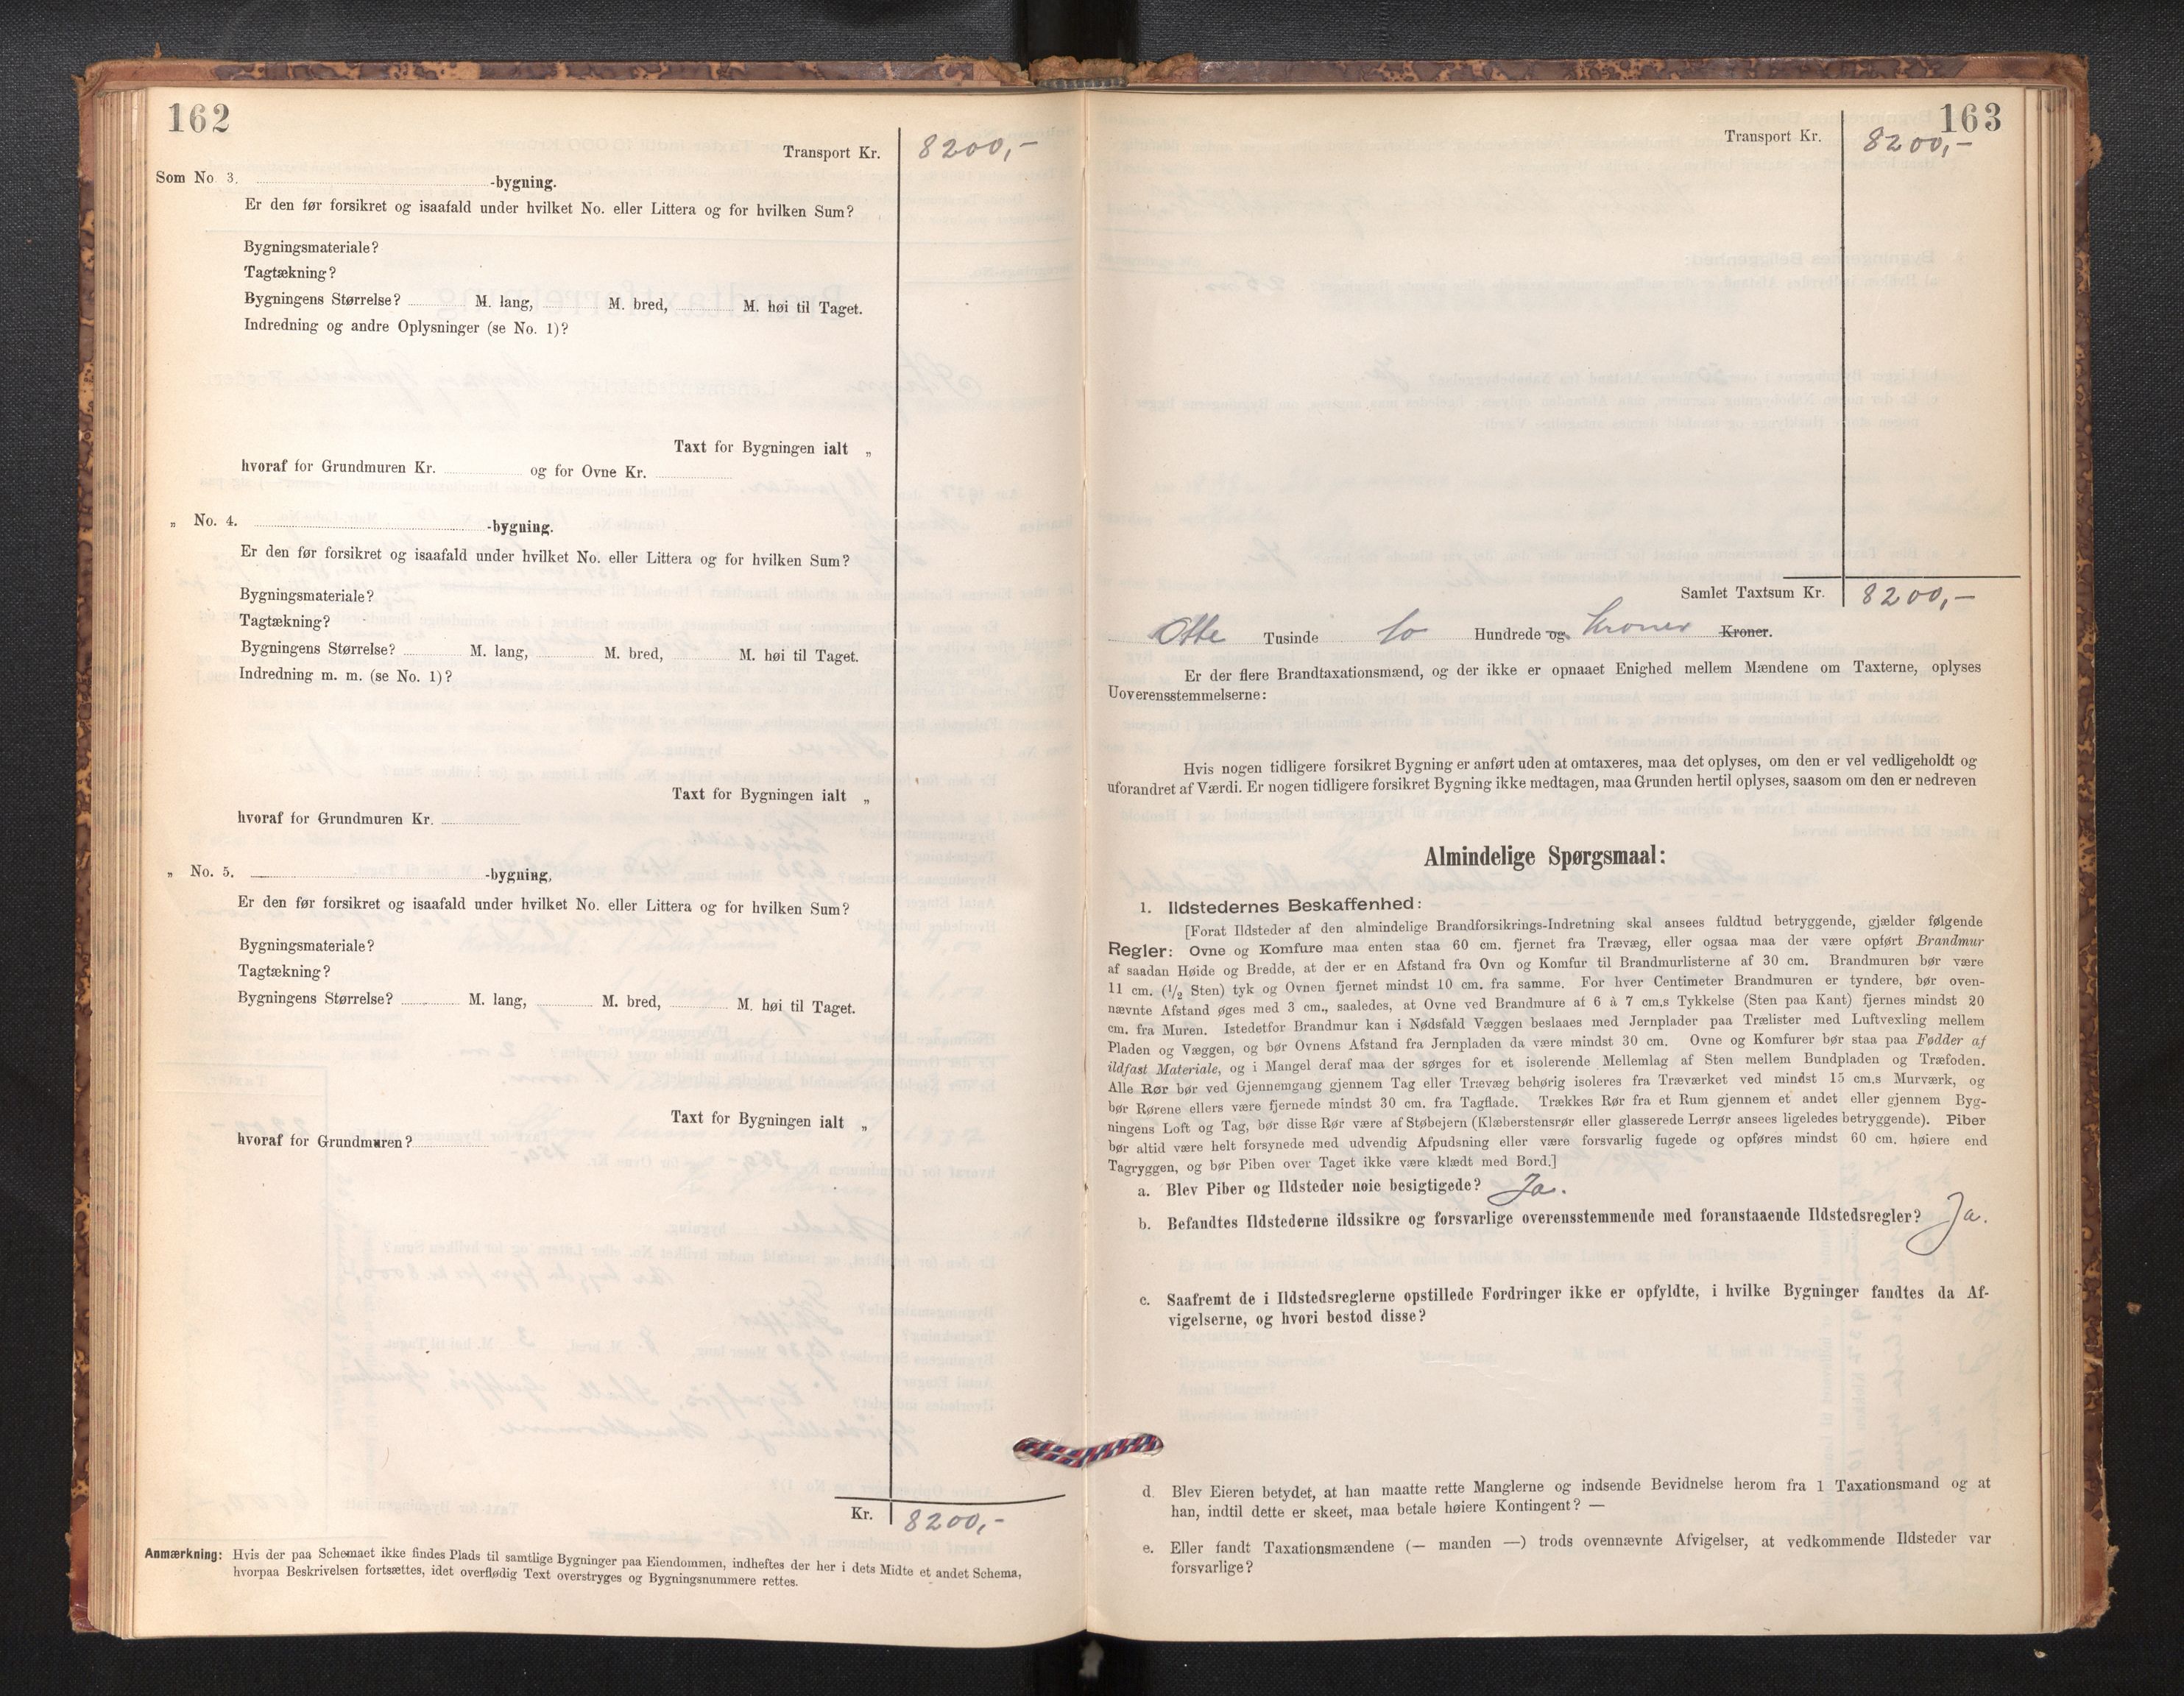 162
Transport Kr. 8200,-
Som No. 3. -bygning.
Er den før forsikret og isaafald under hvilket No. eller Littera og for hvilken Sum?
Bygningsmateriale?
Tagtækning?
Bygningens Størrelse? M. lang, M. bred, M. høi til Taget.
Indredning og andre Oplysninger (se No. 1)?
Taxt for Bygningen ialt „
hvoraf for Grundmuren Kr. og for Ovne Kr.
„ No. 4. -bygning.
Er den før forsikret og isaafald under hvilket No. eller Littera og for hvilken Sum?
Bygningsmateriale?
Tagtækning?
Bygningens Størrelse? M. lang, M. bred, M. høi til Taget.
Indredning m. m. (se No. 1)?
Taxt for Bygningen ialt „
hvoraf for Grundmuren Kr.
„ No. 5. -bygning,
Er den før forsikret og isaafald under hvilket No. eller Littera og for hvilken Sum?
Bygningsmateriale?
Tagtækning?
Bygningens Størrelse? M. lang, M. bred, M. høi til Taget.
Taxt for Bygningen ialt „
hvoraf for Grundmuren?
Kr. 8200,-
Anmærkning: Hvis der paa Schemaet ikke findes Plads til samtlige Bygninger paa Eiendommen, indheftes der her i dets Midte et andet Schema,
hvorpaa Beskrivelsen fortsættes, idet overflødig Text overstryges og Bygningsnummere rettes.
163
Transport Kr. 8200,-
Samlet Taxtsum Kr. 8200,-
Otte Tusinde to Hundrede og Kroner Kroner.
Er der flere Brandtaxationsmænd, og der ikke er opnaaet Enighed mellem Mændene om Taxterne, oplyses
Uoverensstemmelserne:
Hvis nogen tidligere forsikret Bygning er anført uden at omtaxeres, maa det oplyses, om den er vel vedligeholdt og
uforandret af Værdi. Er nogen tidligere forsikret Bygning ikke medtagen, maa Grunden hertil oplyses, saasom om den er nedreven
Almindelige Spørgsmaal:
1. Ildstedernes Beskaffenhed:
[Forat Ildsteder af den almindelige Brandforsikrings-Indretning skal ansees fuldtud betryggende, gjælder følgende
Regler: Ovne og Komfure maa enten staa 60 cm. fjernet fra Trævæg, eller ogsaa maa der være opført Brandmur
af saadan Høide og Bredde, at der er en Afstand fra Ovn og Komfur til Brandmurlisterne af 30 cm. Brandmuren bør være
11 cm. (1/2 Sten) tyk og Ovnen fjernet mindst 10 cm. fra samme. For hver Centimeter Brandmuren er tyndere, bør oven-
nævnte Afstand øges med 3 cm., saaledes, at Ovne ved Brandmure af 6 à 7 cm.s Tykkelse (Sten paa Kant) fjernes mindst 20
cm. fra Muren. Istedetfor Brandmur kan i Nødsfald Væggen beslaaes med Jernplader paa Trælister med Luftvexling mellem
Pladen og Væggen, og bør Ovnens Afstand fra Jernpladen da være mindst 30 cm. Ovne og Komfurer bør staa paa Fødder af
ildfast Materiale, og i Mangel deraf maa der sørges for et isolerende Mellemlag af Sten mellem Bundpladen og Træfoden.
Alle Rør bør ved Gjennemgang gjennem Tag eller Trævæg behørig isoleres fra Træværket ved mindst 15 cm.s Murværk, og
bør Rørene ellers være fjernede mindst 30 cm. fra Tagflade. Trækkes Rør fra et Rum gjennem et andet eller gjennem Byg-
ningens Loft og Tag, bør disse Rør være af Støbejern (Klæberstensrør eller glasserede Lerrør ansees ligeledes betryggende). Piber
bør altid være helt forsynede med udvendig Afpudsning eller være forsvarlig fugede og opføres mindst 60 cm. høiere end
Tagryggen, og bør Piben over Taget ikke være klædt med Bord.]
a. Blev Piber og Ildsteder nøie besigtigede? Ja.
b. Befandtes Ildstederne ildssikre og forsvarlige overensstemmende med foranstaaende Ildstedsregler? Ja.
c. Saafremt de i Ildstedsreglerne opstillede Fordringer ikke er opfyldte, i hvilke Bygninger fandtes da Af-
vigelserne, og hvori bestod disse?
d. Blev Eieren betydet, at han maatte rette Manglerne og indsende Bevidnelse herom fra 1 Taxationsmand og at
han, indtil dette er skeet, maa betale høiere Kontingent? —
e. Eller fandt Taxationsmændene (— manden —) trods ovennævnte Afvigelser, at vedkommende Ildsteder var
forsvarlige?